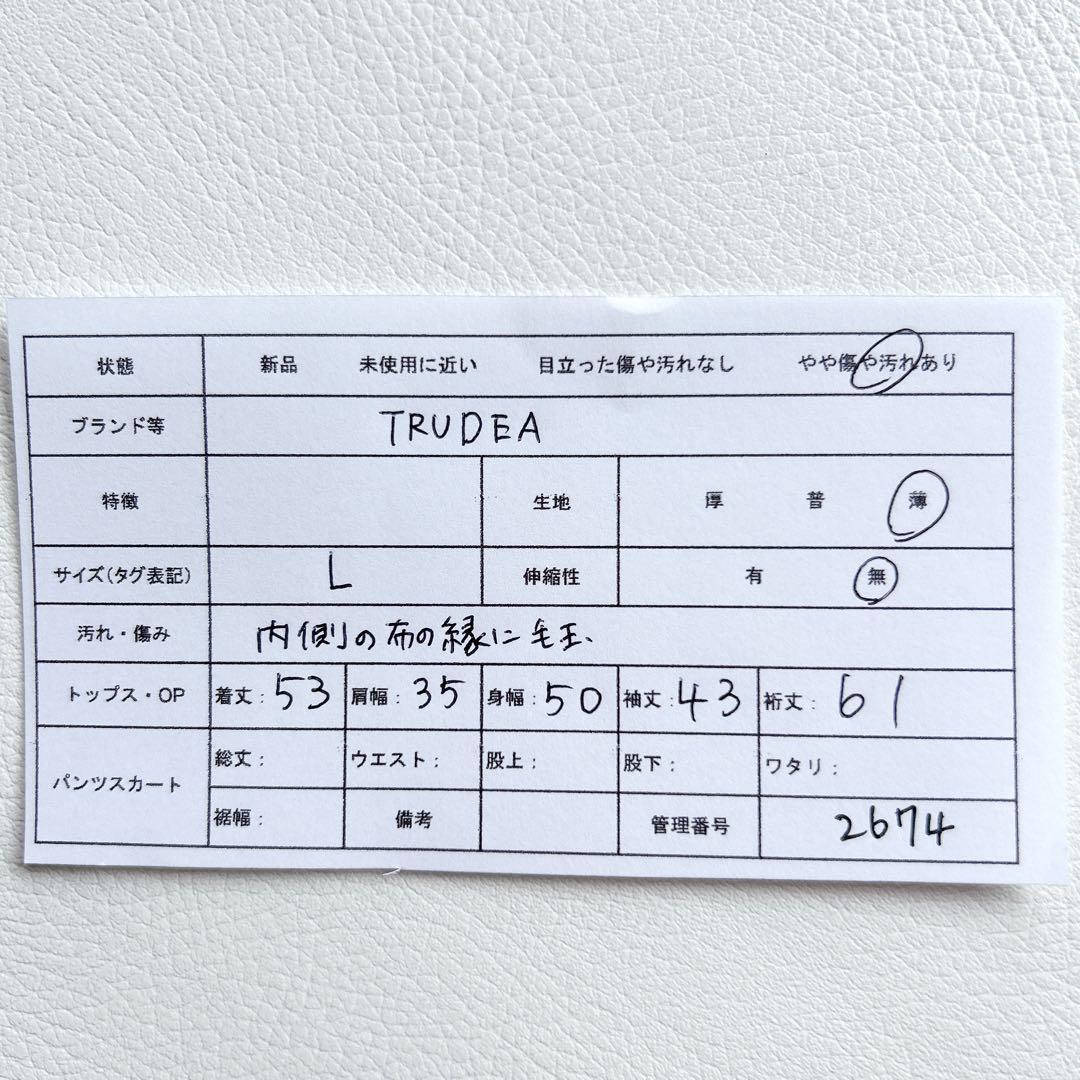 状態 新品 未使用に近い 目立った傷や汚れなし やや傷や汚れあり
ブランド等 TRUDEA
特徴 生地 厚 普 薄
サイズ(タグ表記) L 伸縮性 有 無
汚れ・傷み 内側の布の縁に毛玉、
トップス・OP 着丈:53 肩幅:35 身幅:50 袖丈:43 裄丈:61
パンツスカート 総丈: ウエスト: 股上: 股下: ワタリ:
裾幅: 備考 管理番号 2674